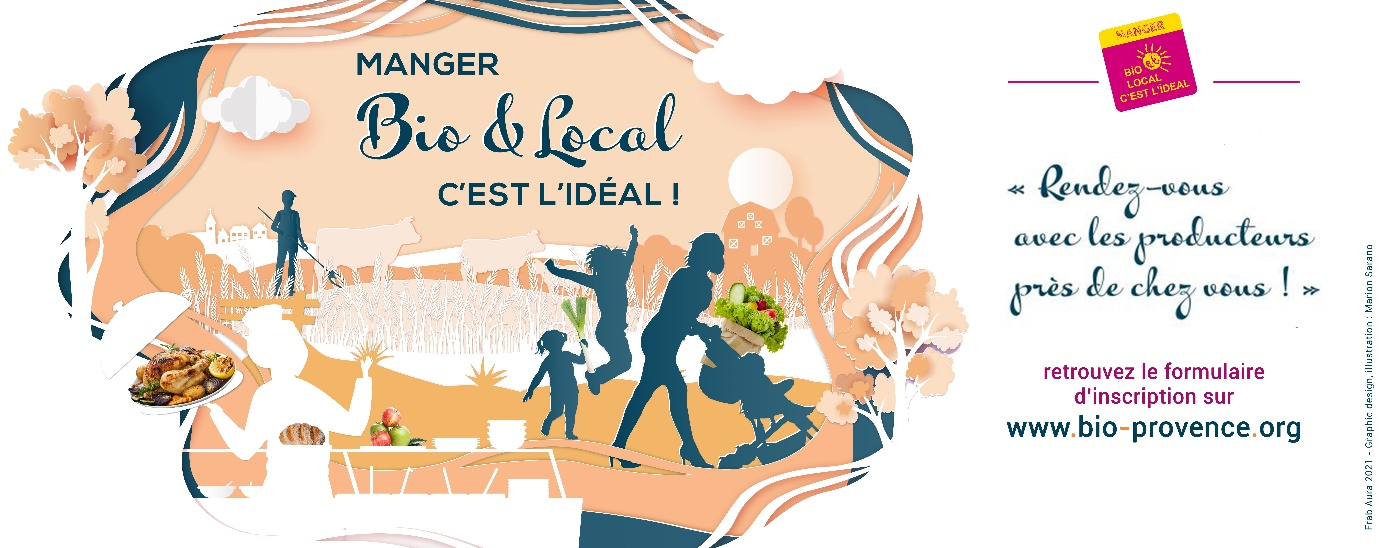 MANGER
Bio & Local
C'EST L'IDÉAL !
MANGER
BIO
LOCAL
C'EST L'IDEAL
« Rendez-vous
avec les producteurs
près de chez vous ! »
retrouvez le formulaire
d'inscription sur
www.bio-provence.org
Frab Aura 2021 - Graphic design, illustration : Marion Sarano